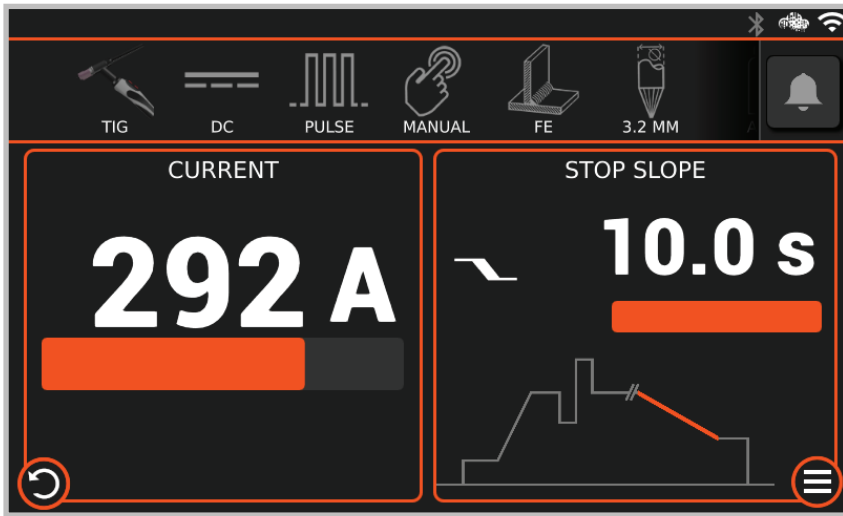 TIG
DC
PULSE
MANUAL
FE
3.2 MM
CURRENT
292 A
STOP SLOPE
10.0 s